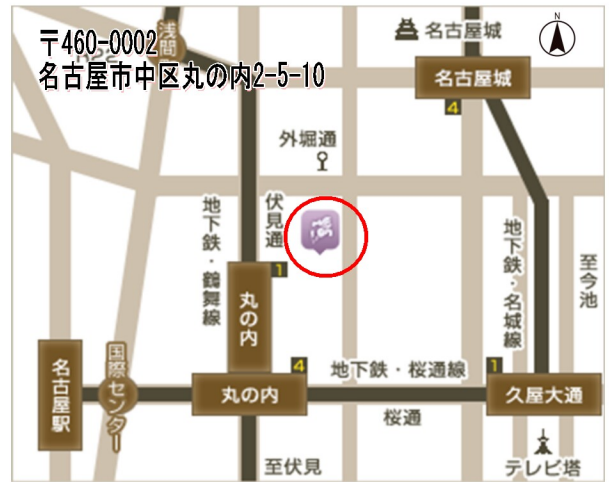 〒460-0002
名古屋市中区丸の内2-5-10
浅間
名古屋城
N
名古屋城
4
外堀通
伏見通
地下鉄・鶴舞線
1
丸の内
地下鉄・名城線
至今池
名古屋駅
国際センター
4
丸の内
地下鉄・桜通線
1
久屋大通
桜通
至伏見
テレビ塔